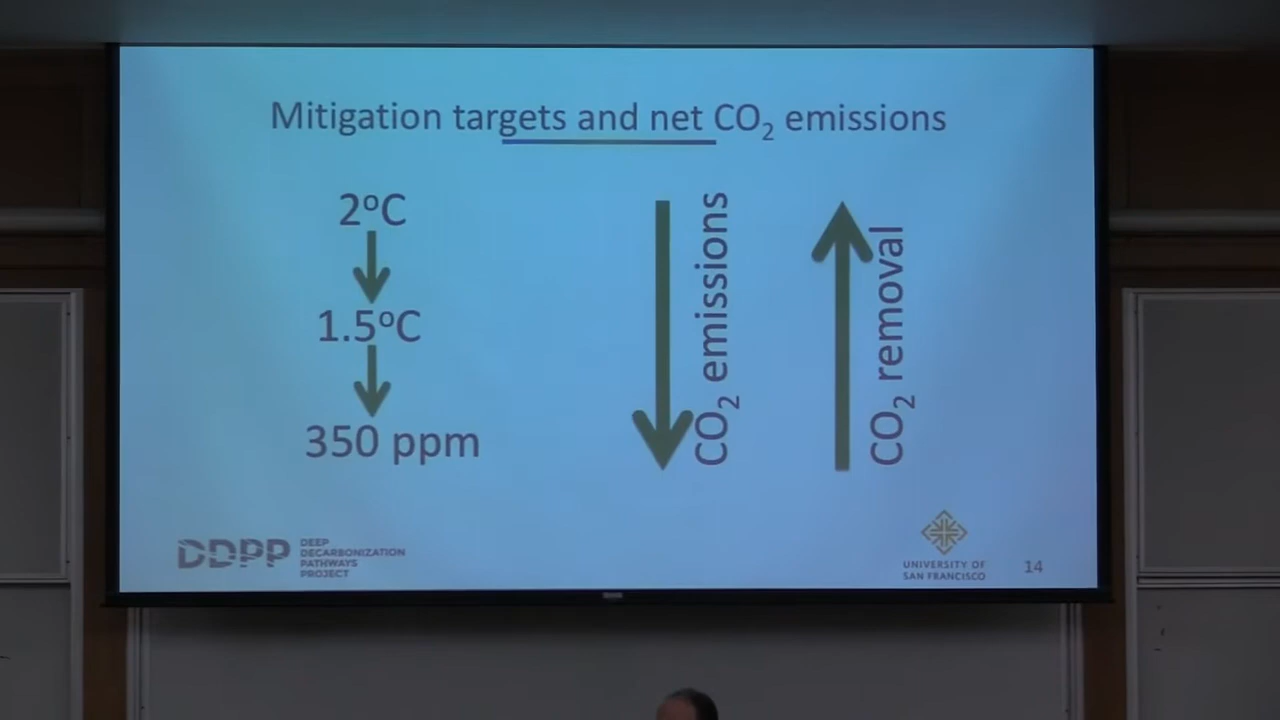 Mitigation targets and net CO₂ emissions
2ºC
1.5ºC
350 ppm
CO₂ emissions
CO₂ removal
DDPP
DEEP
DECARBONIZATION
PATHWAYS
PROJECT
UNIVERSITY OF
SAN FRANCISCO
14